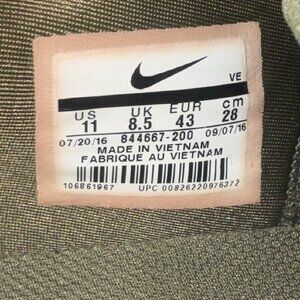 VE
US UK EUR cm
11 8.5 43 28
07/20/16 844667-200 09/07/16
MADE IN VIETNAM
FABRIQUE AU VIETNAM
106861967 UPC 00826220976372